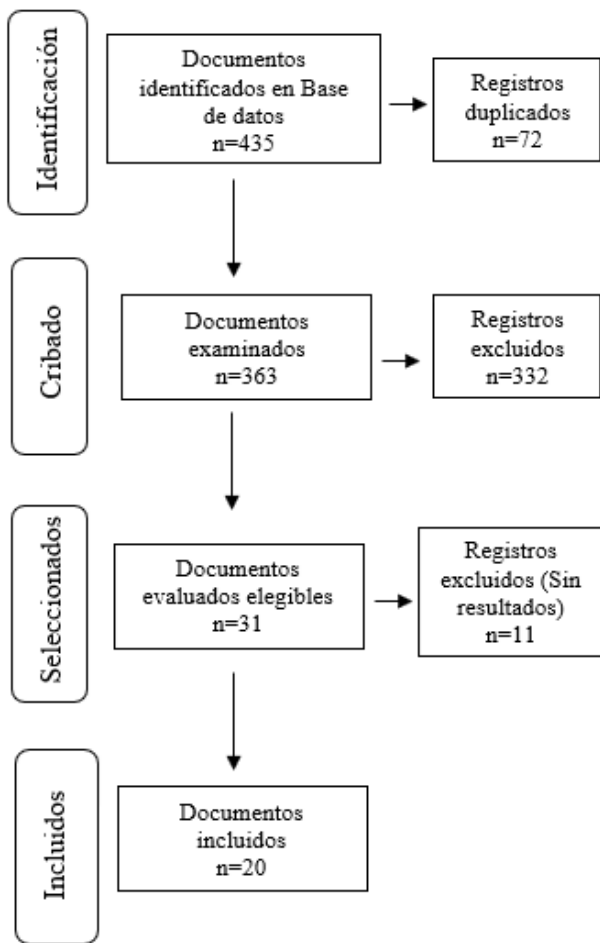 Identificación
Documentos
identificados en Base
de datos
n=435
Registros
duplicados
n=72
Cribado
Documentos
examinados
n=363
Registros
excluidos
n=332
Seleccionados
Documentos
evaluados elegibles
n=31
Registros
excluidos (Sin
resultados)
n=11
Incluidos
Documentos
incluidos
n=20